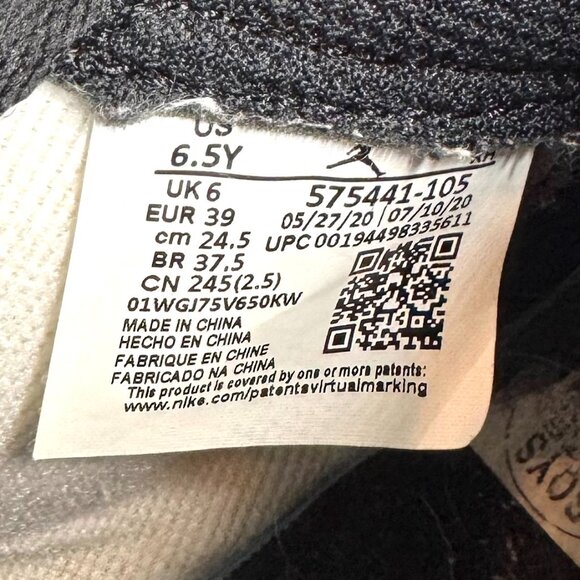 US
6.5Y
UK 6
EUR 39
cm 24.5
BR 37.5
CN 245(2.5)
01WGJ75V650KW
XH
575441-105
05/27/20 | 07/10/20
UPC 00194498335611
MADE IN CHINA
HECHO EN CHINA
FABRIQUE EN CHINE
FABRICADO NA CHINA
This product is covered by one or more patents:
www.nike.com/patentsvirtualmarking